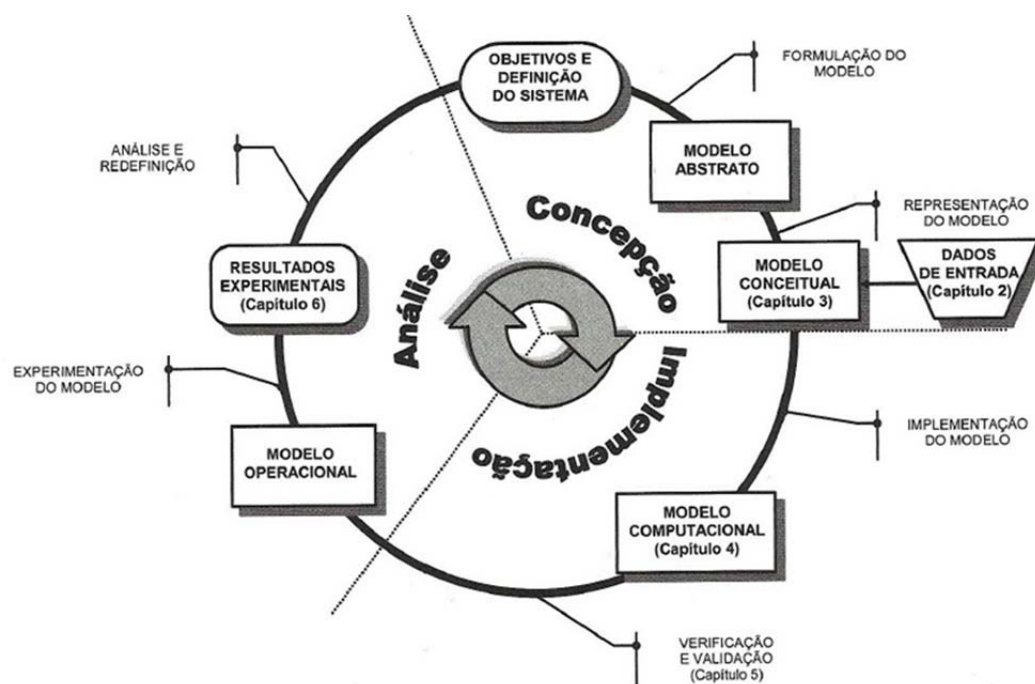 OBJETIVOS E
DEFINIÇÃO
DO SISTEMA
FORMULAÇÃO DO
MODELO
MODELO
ABSTRATO
REPRESENTAÇÃO
DO MODELO
MODELO
CONCEITUAL
(Capítulo 3)
DADOS
DE ENTRADA
(Capítulo 2)
IMPLEMENTAÇÃO
DO MODELO
MODELO
COMPUTACIONAL
(Capítulo 4)
VERIFICAÇÃO
E VALIDAÇÃO
(Capítulo 5)
MODELO
OPERACIONAL
EXPERIMENTAÇÃO
DO MODELO
RESULTADOS
EXPERIMENTAIS
(Capítulo 6)
ANÁLISE E
REDEFINIÇÃO
Concepção
Implementação
Análise